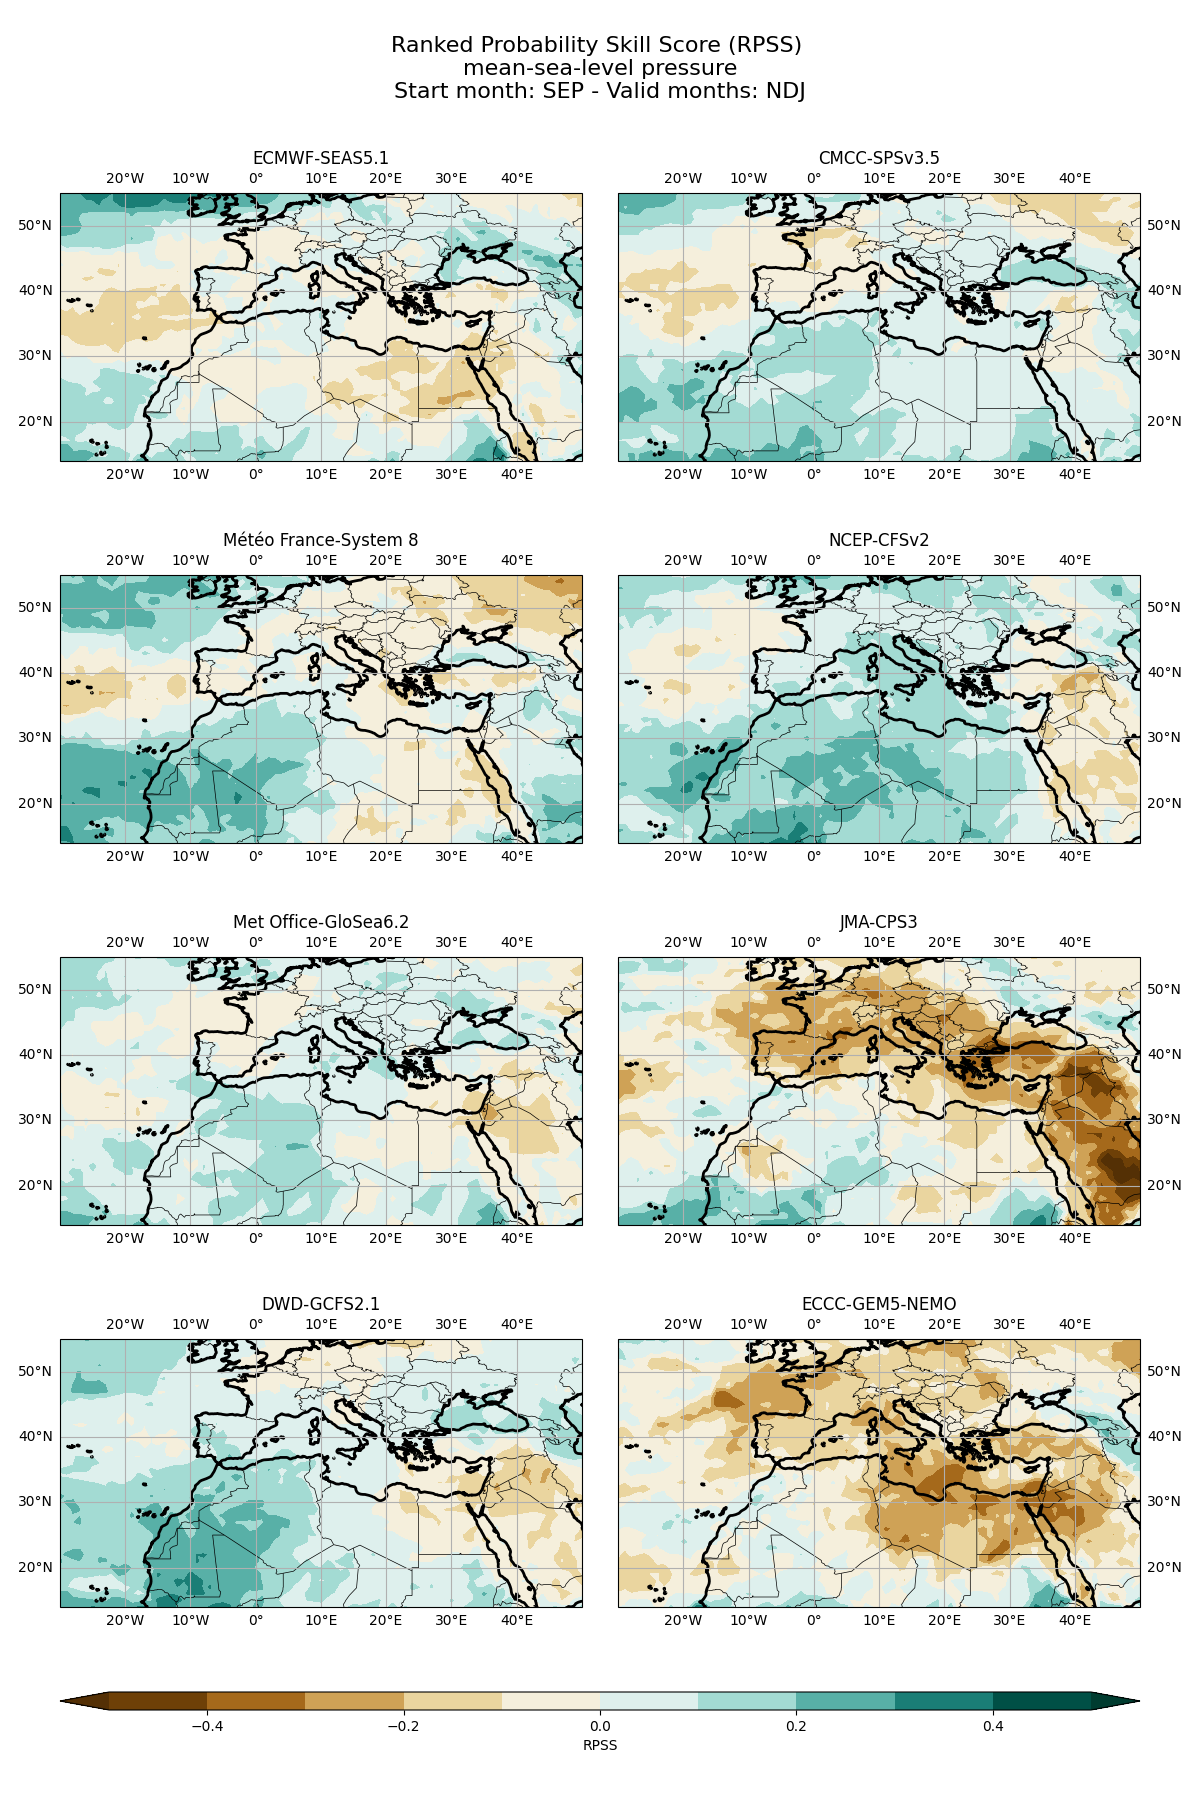 Ranked Probability Skill Score (RPSS)
mean-sea-level pressure
Start month: SEP - Valid months: NDJ
ECMWF-SEAS5.1
20°W 10°W 0° 10°E 20°E 30°E 40°E
50°N
40°N
30°N
20°N
20°W 10°W 0° 10°E 20°E 30°E 40°E
CMCC-SPSv3.5
20°W 10°W 0° 10°E 20°E 30°E 40°E
50°N
40°N
30°N
20°N
20°W 10°W 0° 10°E 20°E 30°E 40°E
Météo France-System 8
20°W 10°W 0° 10°E 20°E 30°E 40°E
50°N
40°N
30°N
20°N
20°W 10°W 0° 10°E 20°E 30°E 40°E
NCEP-CFSv2
20°W 10°W 0° 10°E 20°E 30°E 40°E
50°N
40°N
30°N
20°N
20°W 10°W 0° 10°E 20°E 30°E 40°E
Met Office-GloSea6.2
20°W 10°W 0° 10°E 20°E 30°E 40°E
50°N
40°N
30°N
20°N
20°W 10°W 0° 10°E 20°E 30°E 40°E
JMA-CPS3
20°W 10°W 0° 10°E 20°E 30°E 40°E
50°N
40°N
30°N
20°N
20°W 10°W 0° 10°E 20°E 30°E 40°E
DWD-GCFS2.1
20°W 10°W 0° 10°E 20°E 30°E 40°E
50°N
40°N
30°N
20°N
20°W 10°W 0° 10°E 20°E 30°E 40°E
ECCC-GEM5-NEMO
20°W 10°W 0° 10°E 20°E 30°E 40°E
50°N
40°N
30°N
20°N
20°W 10°W 0° 10°E 20°E 30°E 40°E
−0.4 −0.2 0.0 0.2 0.4
RPSS